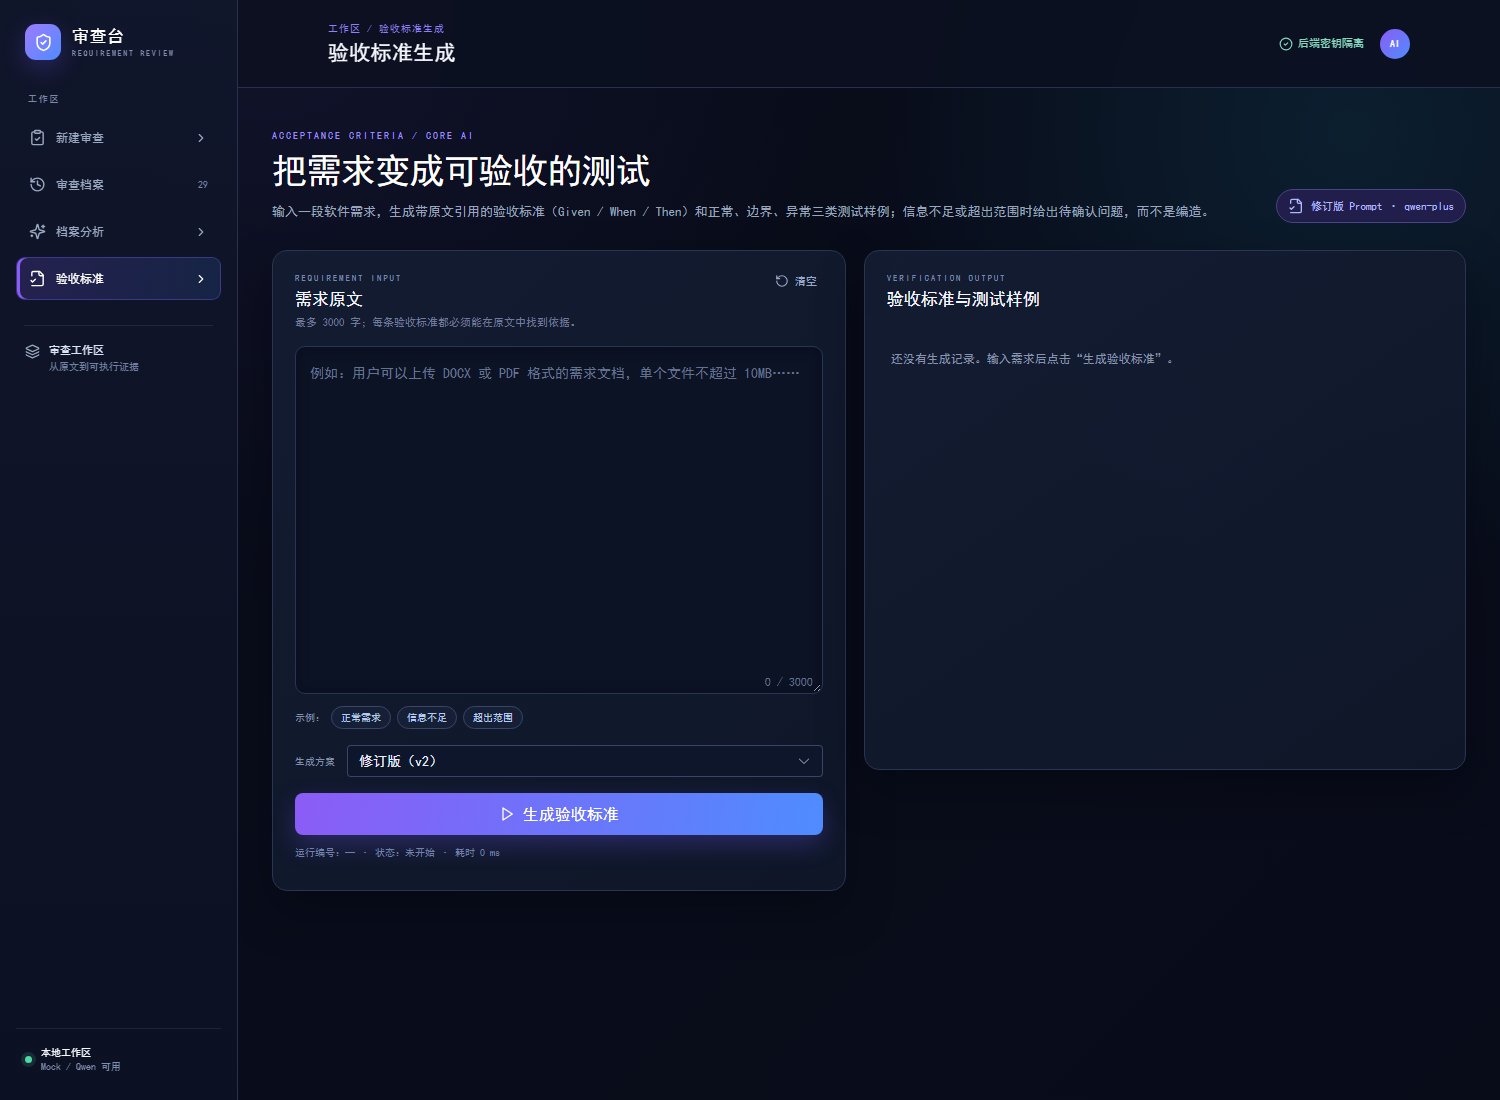 审查台
REQUIREMENT REVIEW
工作区
新建审查
审查档案 29
档案分析
验收标准
审查工作区
从原文到可执行证据
本地工作区
Mock / Qwen 可用
工作区 / 验收标准生成
验收标准生成
后端密钥隔离
AI
ACCEPTANCE CRITERIA / CORE AI
把需求变成可验收的测试
输入一段软件需求，生成带原文引用的验收标准（Given / When / Then）和正常、边界、异常三类测试样例；信息不足或超出范围时给出待确认问题，而不是编造。
修订版 Prompt · qwen-plus
REQUIREMENT INPUT
需求原文
清空
最多 3000 字；每条验收标准都必须能在原文中找到依据。
例如：用户可以上传 DOCX 或 PDF 格式的需求文档，单个文件不超过 10MB……
0 / 3000
示例： 正常需求 信息不足 超出范围
生成方案 修订版（v2）
生成验收标准
运行编号：— · 状态：未开始 · 耗时 0 ms
VERIFICATION OUTPUT
验收标准与测试样例
还没有生成记录。输入需求后点击“生成验收标准”。